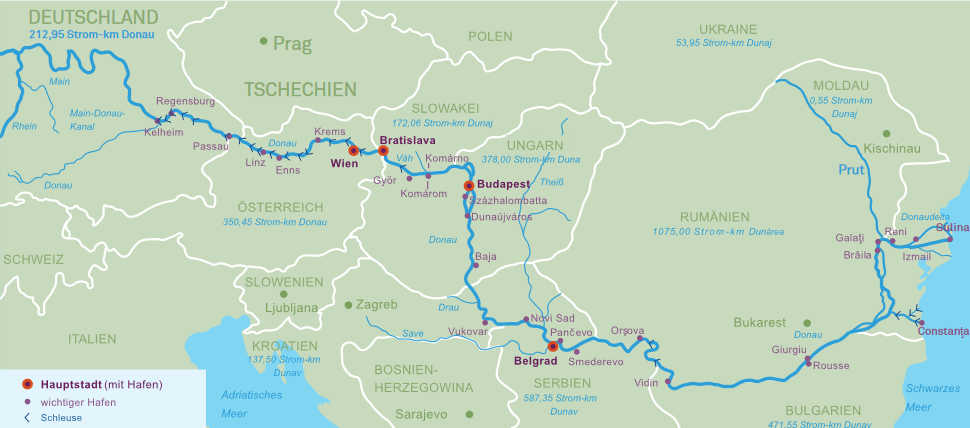 DEUTSCHLAND
212,95 Strom-km Donau
Prag
POLEN
UKRAINE
53,95 Strom-km Dunaj
TSCHECHIEN
MOLDAU
0,55 Strom-km
Dunaj
Main
Main-Donau-
Kanal
Rhein
Regensburg
Kelheim
Passau
Donau
Linz
Enns
Donau
Krems
Wien
Bratislava
SLOWAKEI
172,06 Strom-km Dunaj
UNGARN
378,00 Strom-km Duna
Váh
Komárno
Györ
Komárom
Budapest
Theiß
Százhalombatta
Dunaújváros
Kischinau
Prut
ÖSTERREICH
350,45 Strom-km Donau
RUMÄNIEN
1075,00 Strom-km Dunărea
Donau
Baja
Donaudelta
Sulina
Reni
Galaţi
Brăila
Izmail
SCHWEIZ
SLOWENIEN
Ljubljana
Zagreb
Drau
Vukovar
Save
Novi Sad
Pančevo
Orşova
Belgrad
Smederevo
Bukarest
Donau
Constanţa
ITALIEN
KROATIEN
137,50 Strom-km
Dunav
Giurgiu
Rousse
Vidin
BOSNIEN-
HERZEGOWINA
SERBIEN
587,35 Strom-km
Dunav
Sarajevo
Adriatisches
Meer
Schwarzes
Meer
BULGARIEN
471,55 Strom-km Dunav
Hauptstadt (mit Hafen)
wichtiger Hafen
Schleuse